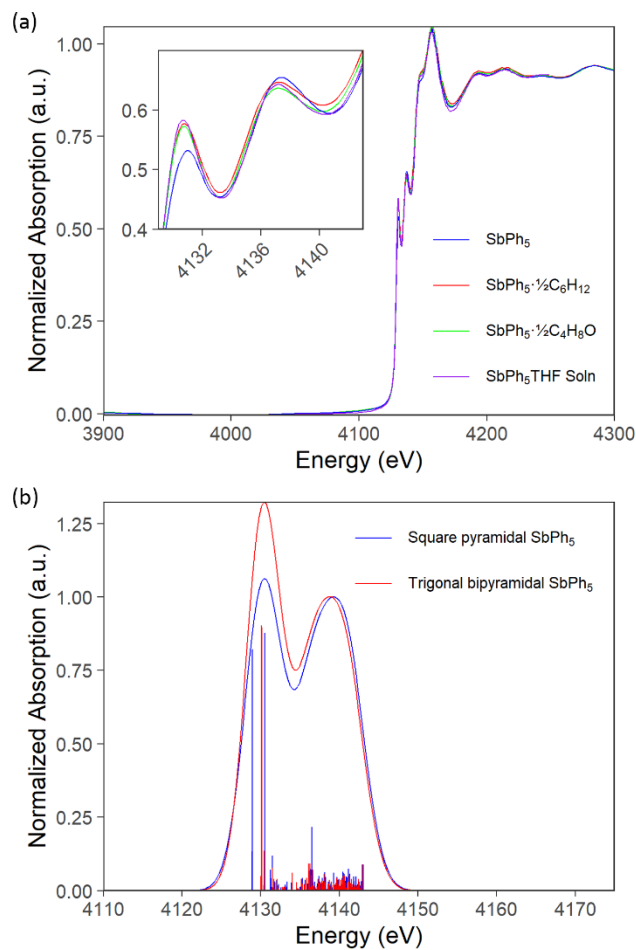 (a)
Normalized Absorption (a.u.)
1.00
0.75
0.50
0.25
0.00
0.6
0.5
0.4
4132
4136
4140
SbPh₅
SbPh₅·½C₆H₁₂
SbPh₅·½C₄H₈O
SbPh₅THF Soln
3900
4000
4100
4200
4300
Energy (eV)
(b)
Normalized Absorption (a.u.)
1.25
1.00
0.75
0.50
0.25
0.00
Square pyramidal SbPh₅
Trigonal bipyramidal SbPh₅
4110
4120
4130
4140
4150
4160
4170
Energy (eV)